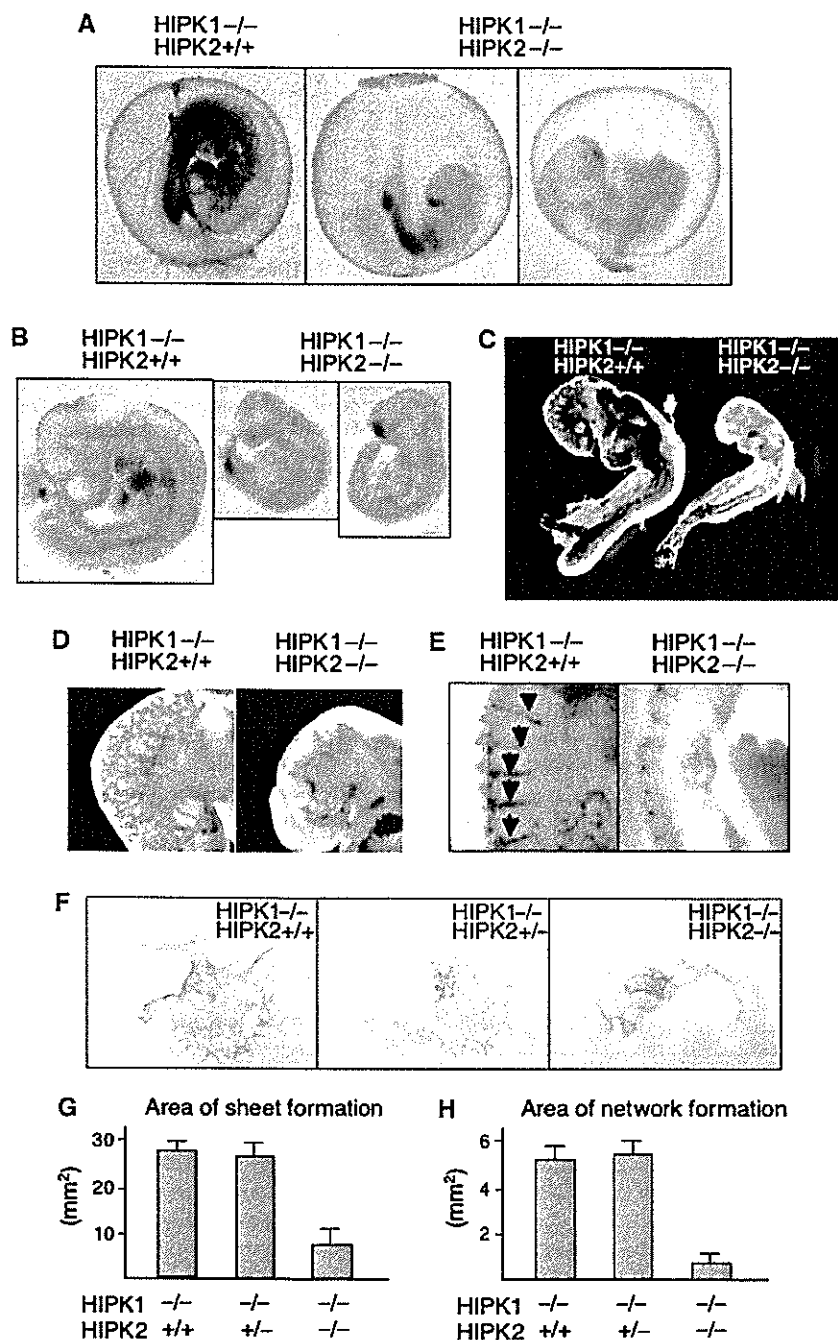 A
HIPK1–/–
HIPK2+/+
HIPK1–/–
HIPK2–/–
B
HIPK1–/–
HIPK2+/+
HIPK1–/–
HIPK2–/–
C
HIPK1–/–
HIPK2+/+
HIPK1–/–
HIPK2–/–
D
HIPK1–/–
HIPK2+/+
HIPK1–/–
HIPK2–/–
E
HIPK1–/–
HIPK2+/+
HIPK1–/–
HIPK2–/–
F
HIPK1–/–
HIPK2+/+
HIPK1–/–
HIPK2+/–
HIPK1–/–
HIPK2–/–
G Area of sheet formation
(mm²)
30
20
10
HIPK1 –/– –/– –/–
HIPK2 +/+ +/– –/–
H Area of network formation
(mm²)
6
4
2
HIPK1 –/– –/– –/–
HIPK2 +/+ +/– –/–